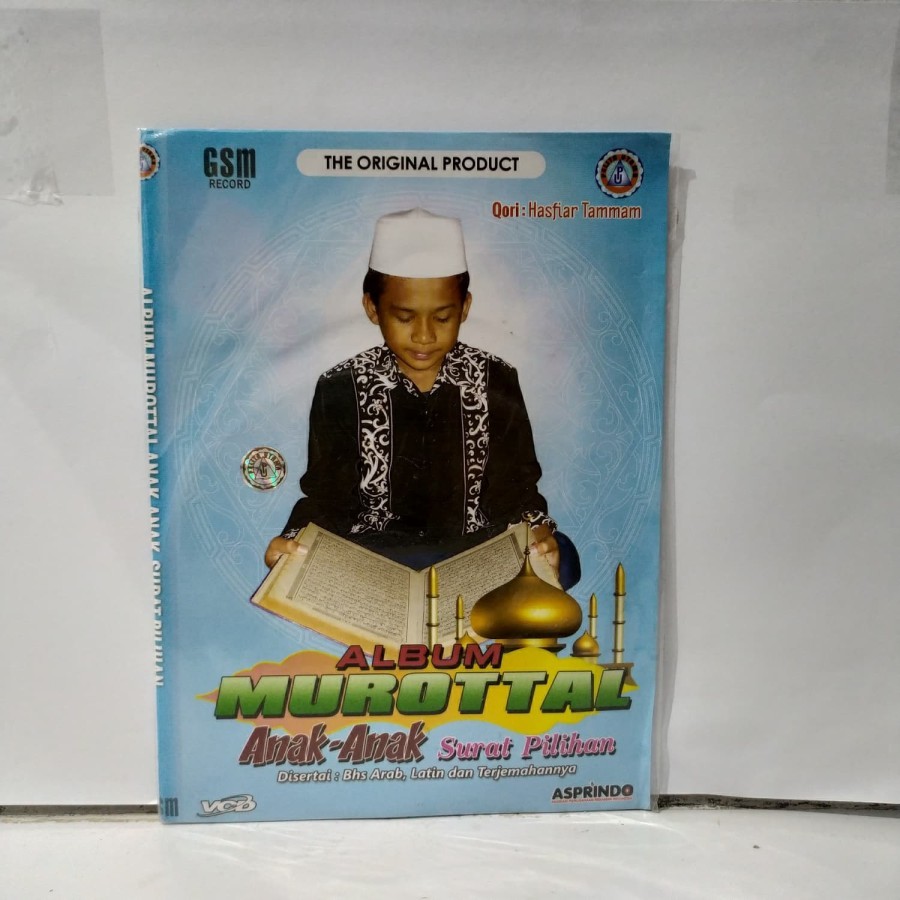 GSM
RECORD
THE ORIGINAL PRODUCT
Qori : Hasfiar Tammam
ALBUM
MUROTTAL
Anak-Anak Surat Pilihan
Disertai : Bhs Arab, Latin dan Terjemahannya
VCD
ASPRINDO
ALBUM MUROTTAL ANAK-ANAK SURAT PILIHAN